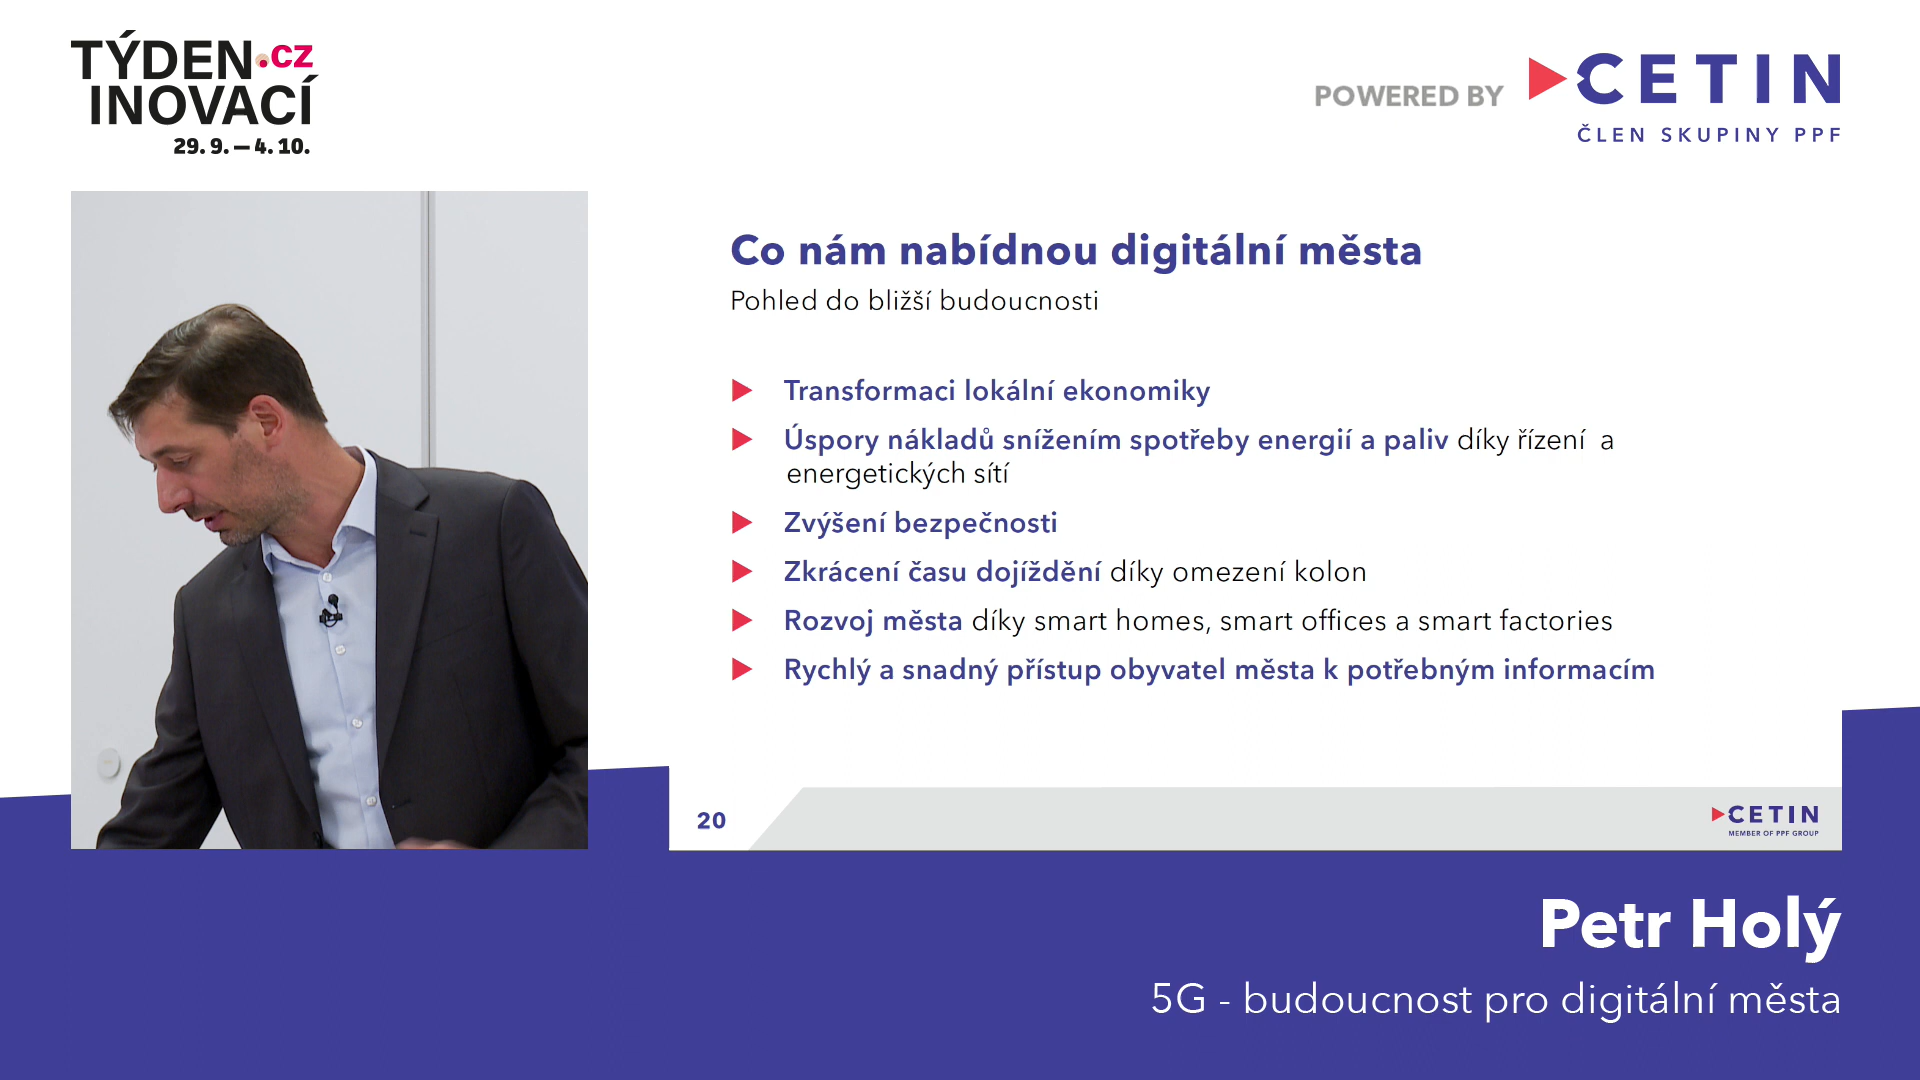 TÝDEN.cz
INOVACÍ
29. 9. – 4. 10.
POWERED BY
CETIN
ČLEN SKUPINY PPF
Co nám nabídnou digitální města
Pohled do bližší budoucnosti
Transformaci lokální ekonomiky
Úspory nákladů snížením spotřeby energií a paliv díky řízení a
energetických sítí
Zvýšení bezpečnosti
Zkrácení času dojíždění díky omezení kolon
Rozvoj města díky smart homes, smart offices a smart factories
Rychlý a snadný přístup obyvatel města k potřebným informacím
20
CETIN
MEMBER OF PPF GROUP
Petr Holý
5G - budoucnost pro digitální města